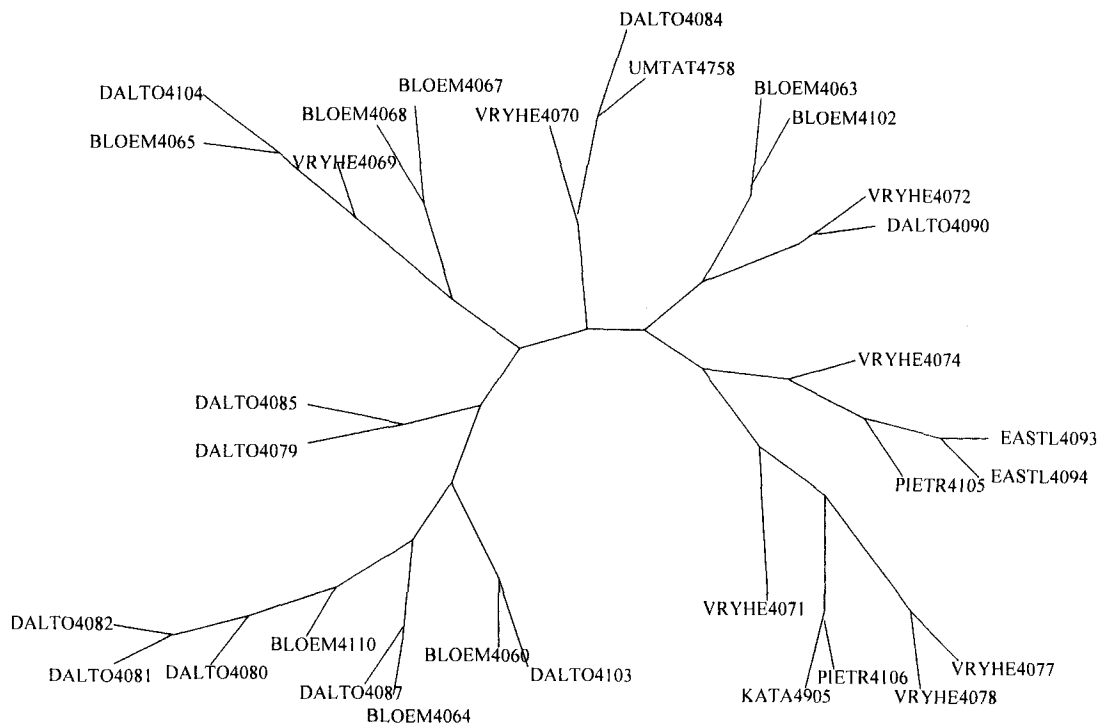 DALTO4084
UMTAT4758
BLOEM4067
BLOEM4063
DALTO4104
BLOEM4068
VRYHE4070
BLOEM4102
BLOEM4065
VRYHE4069
VRYHE4072
DALTO4090
VRYHE4074
DALTO4085
DALTO4079
EASTL4093
EASTL4094
PIETR4105
VRYHE4071
DALTO4082
BLOEM4110
BLOEM4060
DALTO4081
DALTO4080
DALTO4103
PIETR4106
VRYHE4077
DALTO4087
KATA4905
VRYHE4078
BLOEM4064